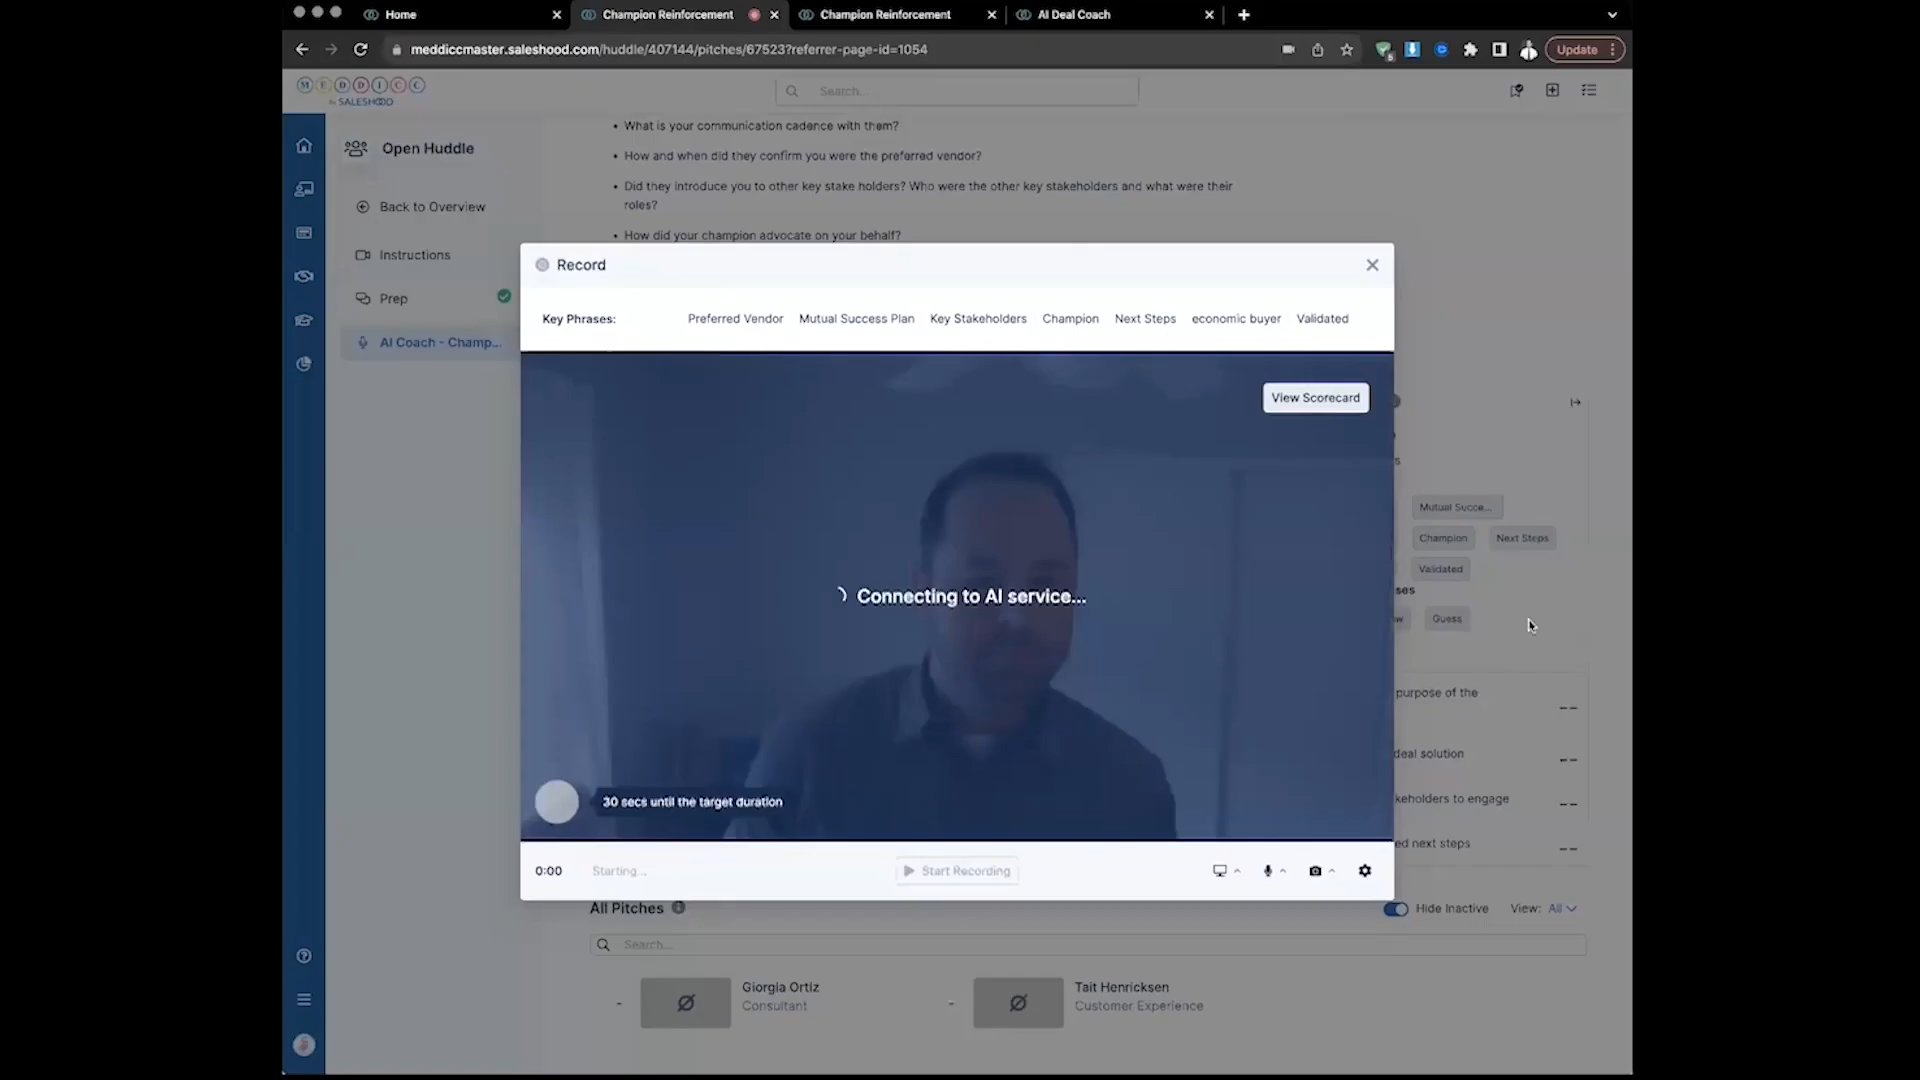 Home
Champion Reinforcement
Champion Reinforcement
AI Deal Coach
meddiccmaster.saleshood.com/huddle/407144/pitches/67523?referrer-page-id=1054
Update
MEDDICC
by SALESHOOD
Search...
Open Huddle
Back to Overview
Instructions
Prep
AI Coach - Champ...
• What is your communication cadence with them?
• How and when did they confirm you were the preferred vendor?
• Did they introduce you to other key stake holders? Who were the other key stakeholders and what were their
roles?
• How did your champion advocate on your behalf?
Record
Key Phrases:
Preferred Vendor
Mutual Success Plan
Key Stakeholders
Champion
Next Steps
economic buyer
Validated
View Scorecard
Connecting to AI service...
30 secs until the target duration
0:00
Starting...
Start Recording
Mutual Succe...
Champion
Next Steps
Validated
Guess
purpose of the
--
deal solution
--
keholders to engage
--
ed next steps
--
All Pitches
Hide Inactive
View: All
Search...
-
Giorgia Ortiz
Consultant
-
Tait Henricksen
Customer Experience